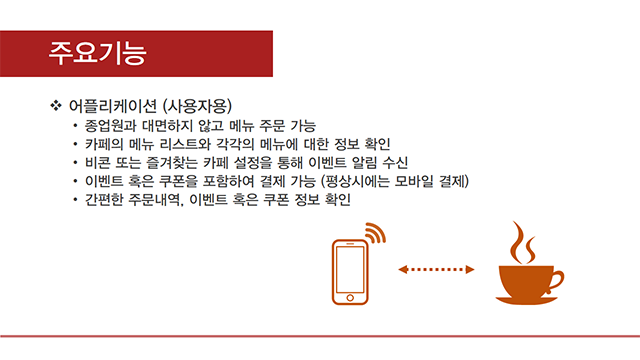 주요기능
❖ 어플리케이션 (사용자용)
• 종업원과 대면하지 않고 메뉴 주문 가능
• 카페의 메뉴 리스트와 각각의 메뉴에 대한 정보 확인
• 비콘 또는 즐겨찾는 카페 설정을 통해 이벤트 알림 수신
• 이벤트 혹은 쿠폰을 포함하여 결제 가능 (평상시에는 모바일 결제)
• 간편한 주문내역, 이벤트 혹은 쿠폰 정보 확인